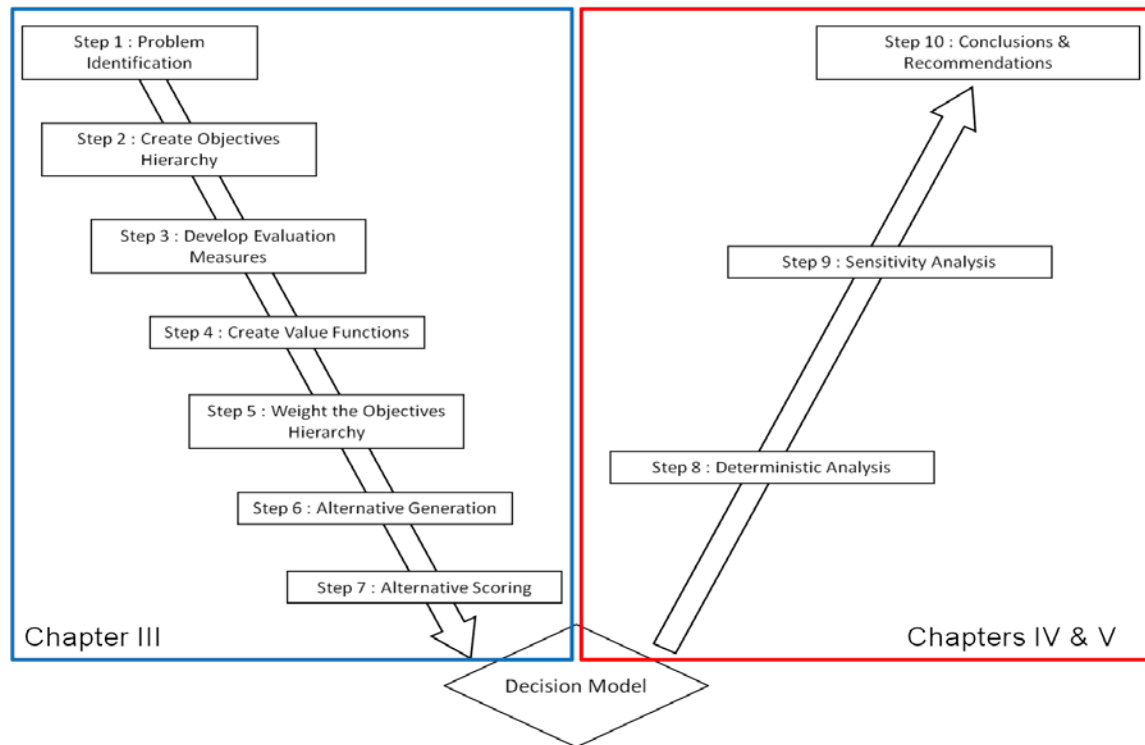 Step 1 : Problem
Identification
Step 2 : Create Objectives
Hierarchy
Step 3 : Develop Evaluation
Measures
Step 4 : Create Value Functions
Step 5 : Weight the Objectives
Hierarchy
Step 6 : Alternative Generation
Step 7 : Alternative Scoring
Chapter III
Decision Model
Step 10 : Conclusions &
Recommendations
Step 9 : Sensitivity Analysis
Step 8 : Deterministic Analysis
Chapters IV & V